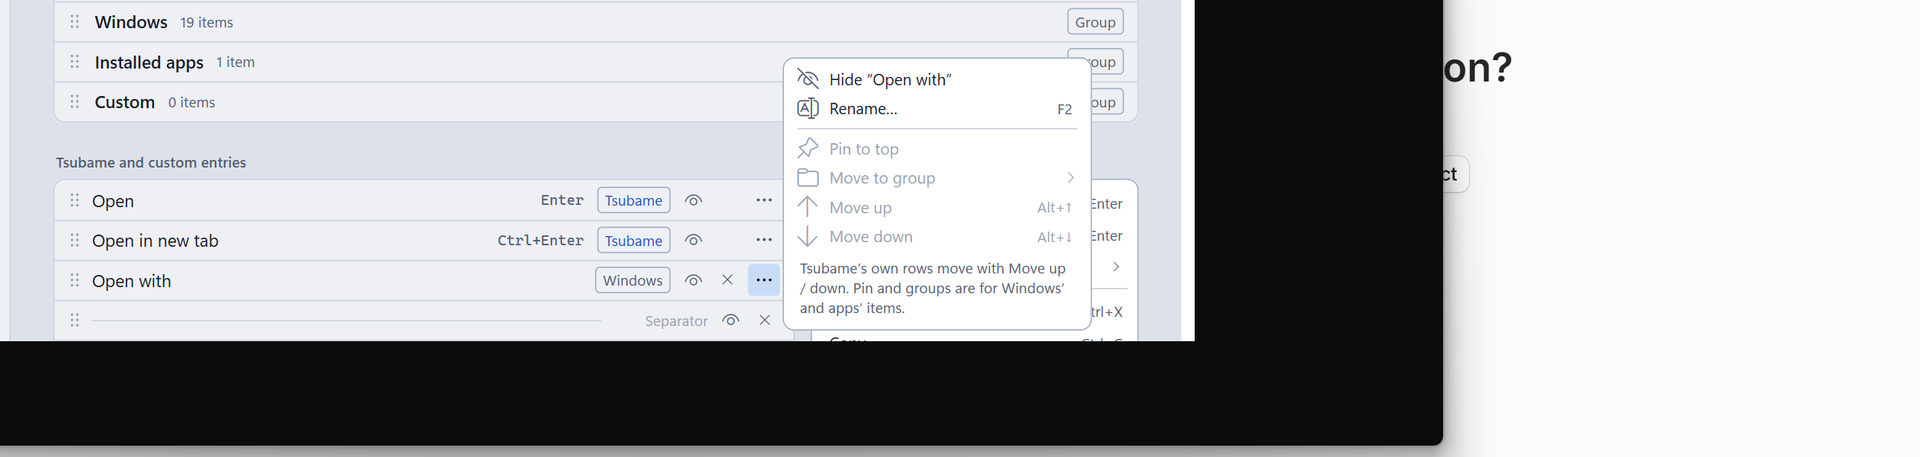 Windows 19 items Group
Installed apps 1 item
Custom 0 items
Tsubame and custom entries
Open Enter Tsubame
Open in new tab Ctrl+Enter Tsubame
Open with Windows
Separator
Hide “Open with”
Rename... F2
Pin to top
Move to group
Move up Alt+↑
Move down Alt+↓
Tsubame’s own rows move with Move up
/ down. Pin and groups are for Windows’
and apps’ items.
Enter
Enter
on?